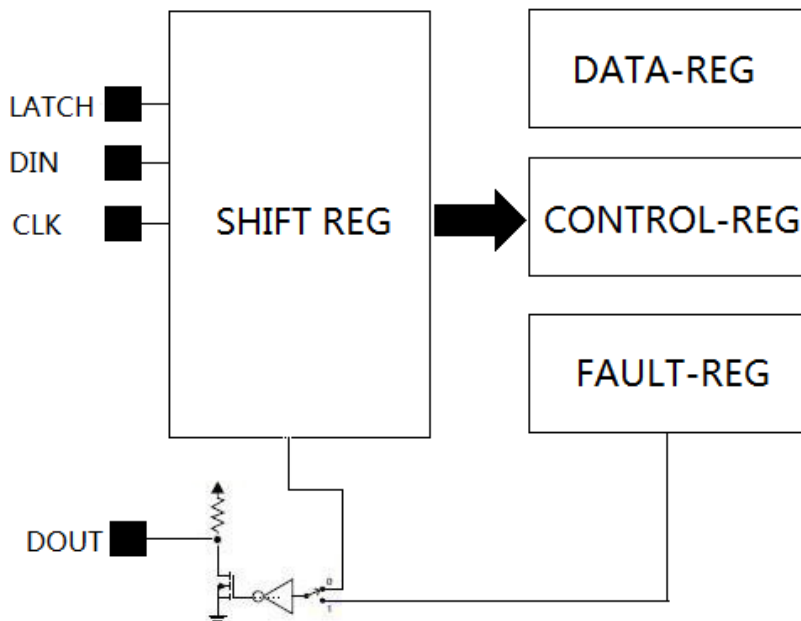 LATCH
DIN
CLK
SHIFT REG
DATA-REG
CONTROL-REG
FAULT-REG
DOUT
0
1